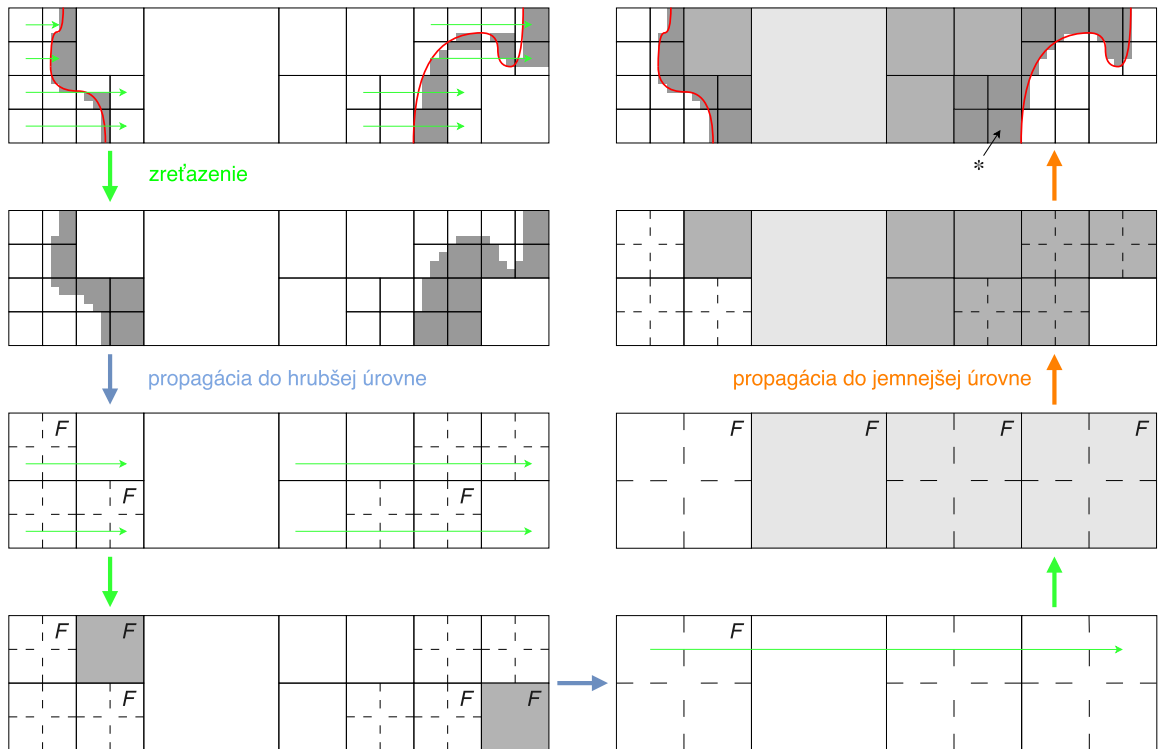 *
zreťazenie
propagácia do hrubšej úrovne
propagácia do jemnejšej úrovne
F
F F F F
F F
F F F
F
F F F